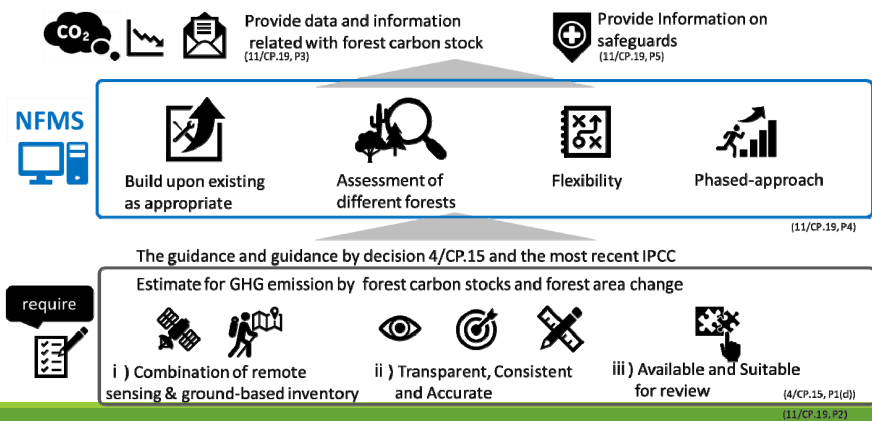 CO₂
Provide data and information
related with forest carbon stock
(11/CP.19, P3)
Provide Information on
safeguards
(11/CP.19, P5)
NFMS
Build upon existing
as appropriate
Assessment of
different forests
Flexibility
Phased-approach
(11/CP.19, P4)
The guidance and guidance by decision 4/CP.15 and the most recent IPCC
Estimate for GHG emission by forest carbon stocks and forest area change
require
i ) Combination of remote
sensing & ground-based inventory
ii ) Transparent, Consistent
and Accurate
iii ) Available and Suitable
for review
(4/CP.15, P1(d))
(11/CP.19, P2)